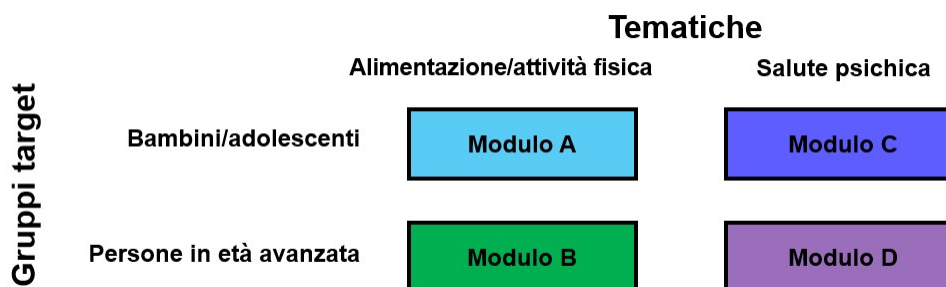 Tematiche
Alimentazione/attività fisica Salute psichica
Gruppi target
Bambini/adolescenti Modulo A Modulo C
Persone in età avanzata Modulo B Modulo D